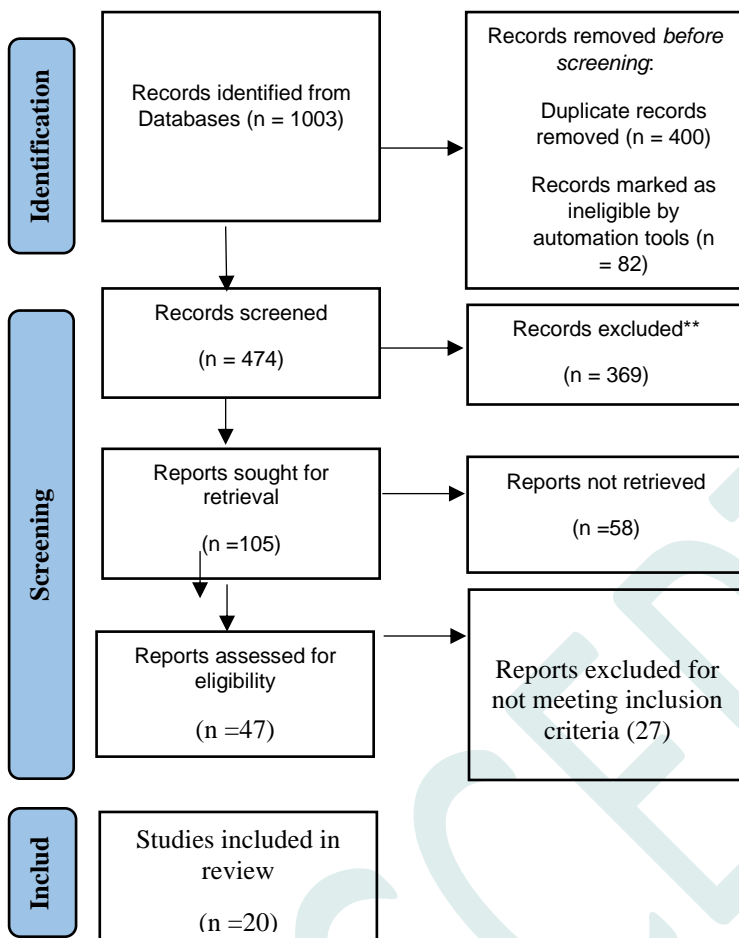 Identification
Records identified from
Databases (n = 1003)
Records removed before
screening:
Duplicate records
removed (n = 400)
Records marked as
ineligible by
automation tools (n
= 82)
Screening
Records screened
(n = 474)
Records excluded**
(n = 369)
Reports sought for
retrieval
(n =105)
Reports not retrieved
(n =58)
Reports assessed for
eligibility
(n =47)
Reports excluded for
not meeting inclusion
criteria (27)
Includ
Studies included in
review
(n =20)